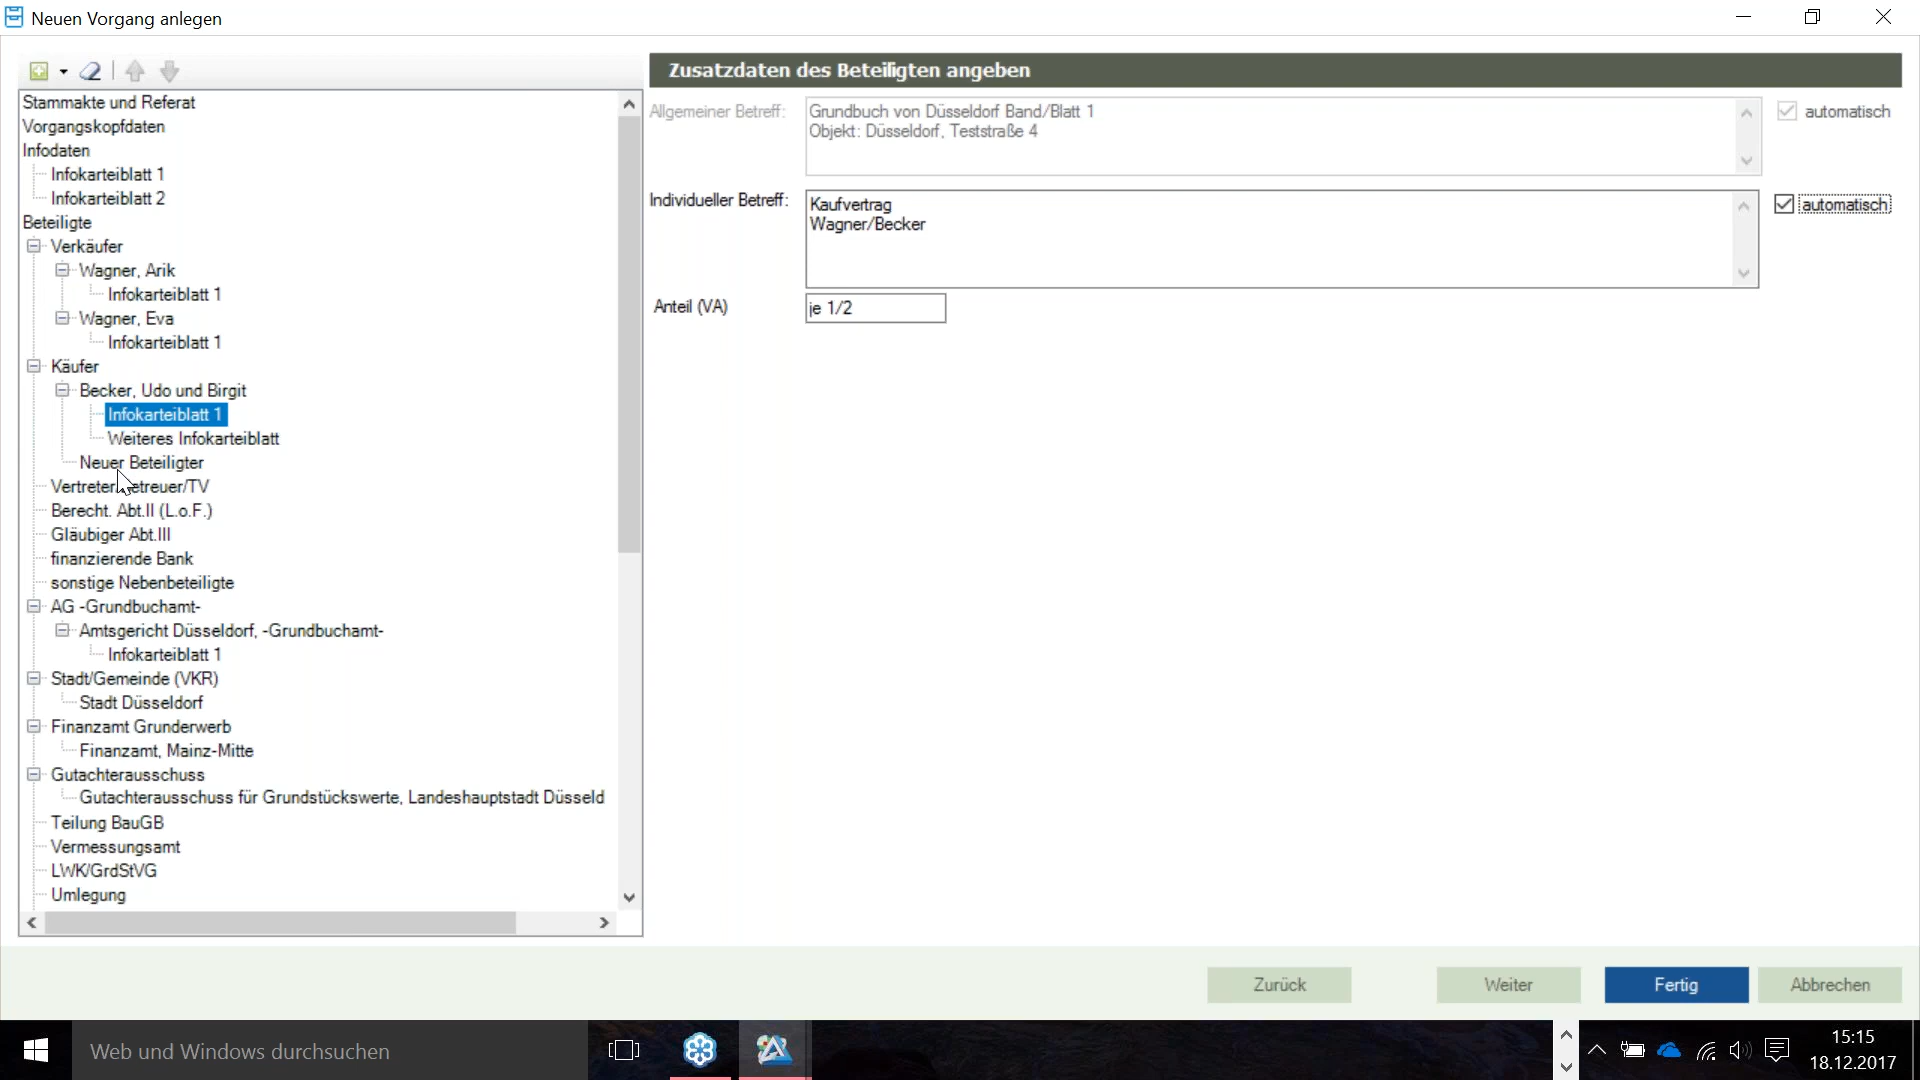 Neuen Vorgang anlegen
Stammakte und Referat
Vorgangskopfdaten
Infodaten
Infokarteiblatt 1
Infokarteiblatt 2
Beteiligte
Verkäufer
Wagner, Arik
Infokarteiblatt 1
Wagner, Eva
Infokarteiblatt 1
Käufer
Becker, Udo und Birgit
Infokarteiblatt 1
Weiteres Infokarteiblatt
Neuer Beteiligter
Vertreter/Betreuer/TV
Berecht. Abt.II (L.o.F.)
Gläubiger Abt.III
finanzierende Bank
sonstige Nebenbeteiligte
AG -Grundbuchamt-
Amtsgericht Düsseldorf, -Grundbuchamt-
Infokarteiblatt 1
Stadt/Gemeinde (VKR)
Stadt Düsseldorf
Finanzamt Grunderwerb
Finanzamt, Mainz-Mitte
Gutachterausschuss
Gutachterausschuss für Grundstückswerte, Landeshauptstadt Düsseld
Teilung BauGB
Vermessungsamt
LWK/GrdStVG
Umlegung
Zusatzdaten des Beteiligten angeben
Allgemeiner Betreff:
Grundbuch von Düsseldorf Band/Blatt 1
Objekt: Düsseldorf, Teststraße 4
automatisch
Individueller Betreff:
Kaufvertrag
Wagner/Becker
automatisch
Anteil (VA)
je 1/2
Zurück
Weiter
Fertig
Abbrechen
Web und Windows durchsuchen
15:15
18.12.2017